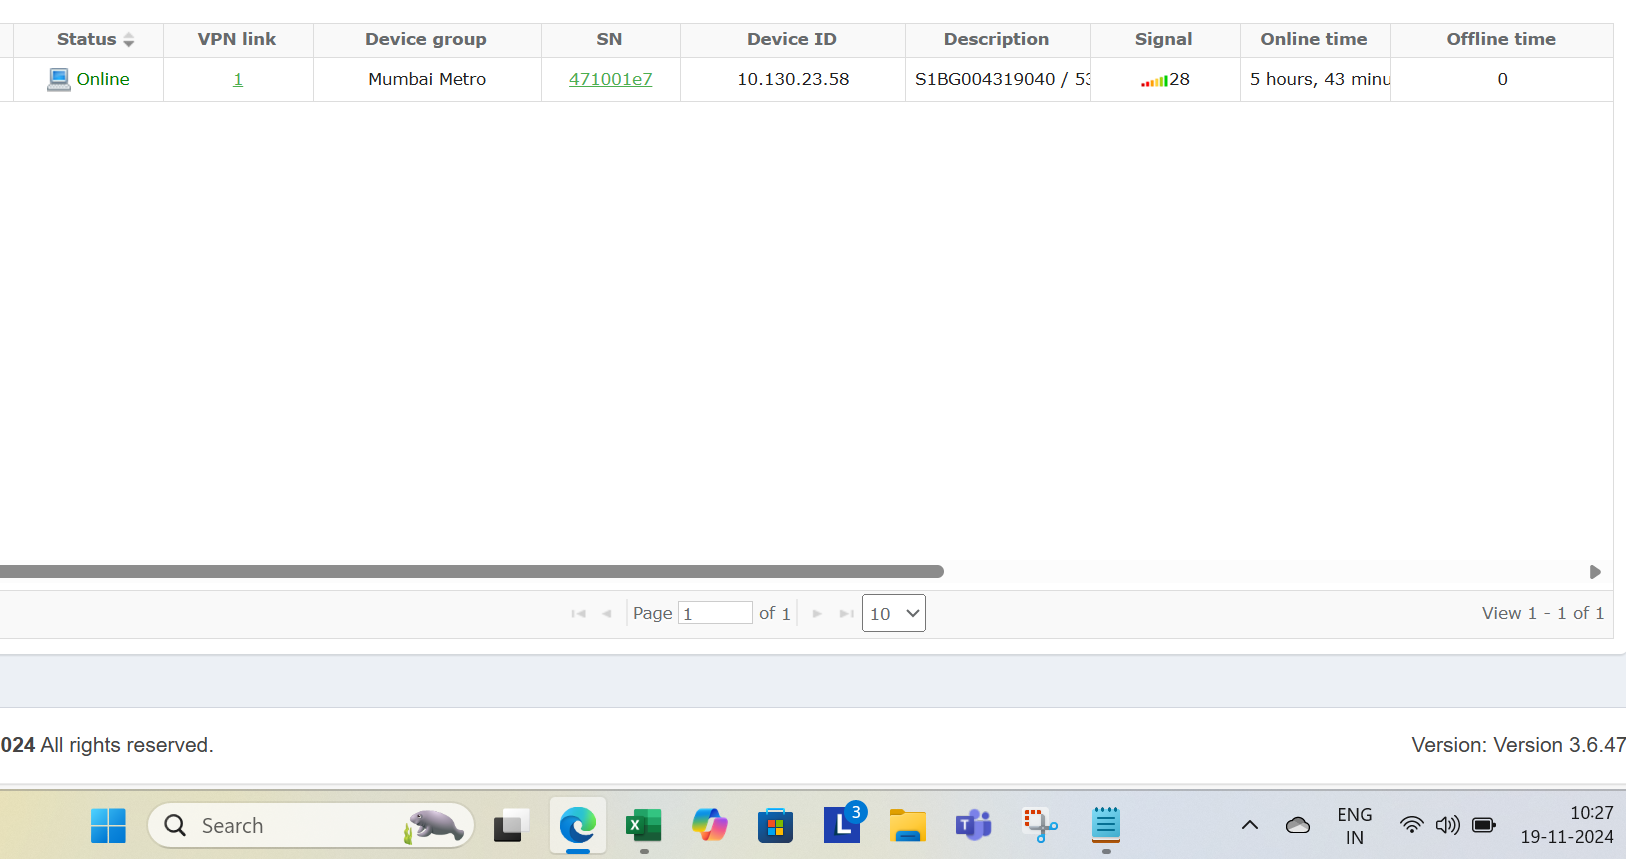 Status VPN link Device group SN Device ID Description Signal Online time Offline time
Online 1 Mumbai Metro 471001e7 10.130.23.58 S1BG004319040 / 53 28 5 hours, 43 minu 0
Page 1 of 1 10 View 1 - 1 of 1
024 All rights reserved. Version: Version 3.6.47
Search 3 ENG 10:27
IN 19-11-2024